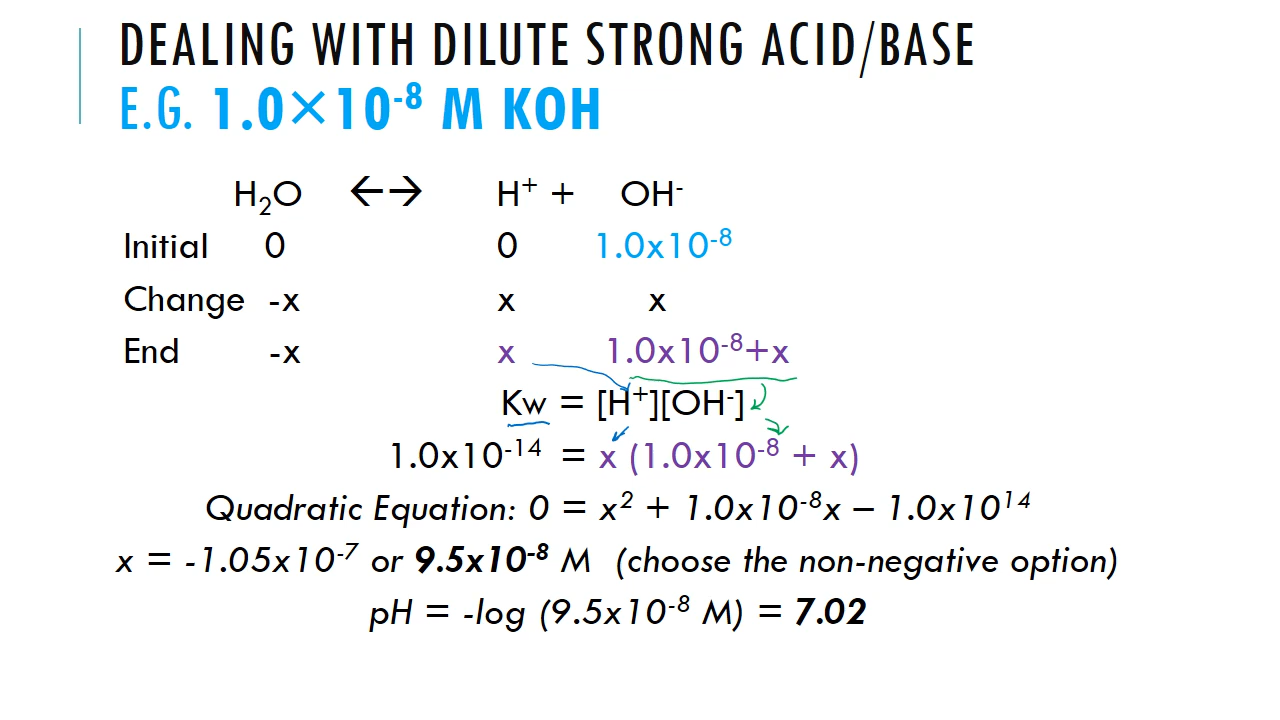 DEALING WITH DILUTE STRONG ACID/BASE
E.G. 1.0×10⁻⁸ M KOH
H₂O ←→ H⁺ + OH⁻
Initial 0 0 1.0x10⁻⁸
Change -x x x
End -x x 1.0x10⁻⁸+x
Kw = [H⁺][OH⁻]
1.0x10⁻¹⁴ = x (1.0x10⁻⁸ + x)
Quadratic Equation: 0 = x² + 1.0x10⁻⁸x – 1.0x10¹⁴
x = -1.05x10⁻⁷ or 9.5x10⁻⁸ M (choose the non-negative option)
pH = -log (9.5x10⁻⁸ M) = 7.02